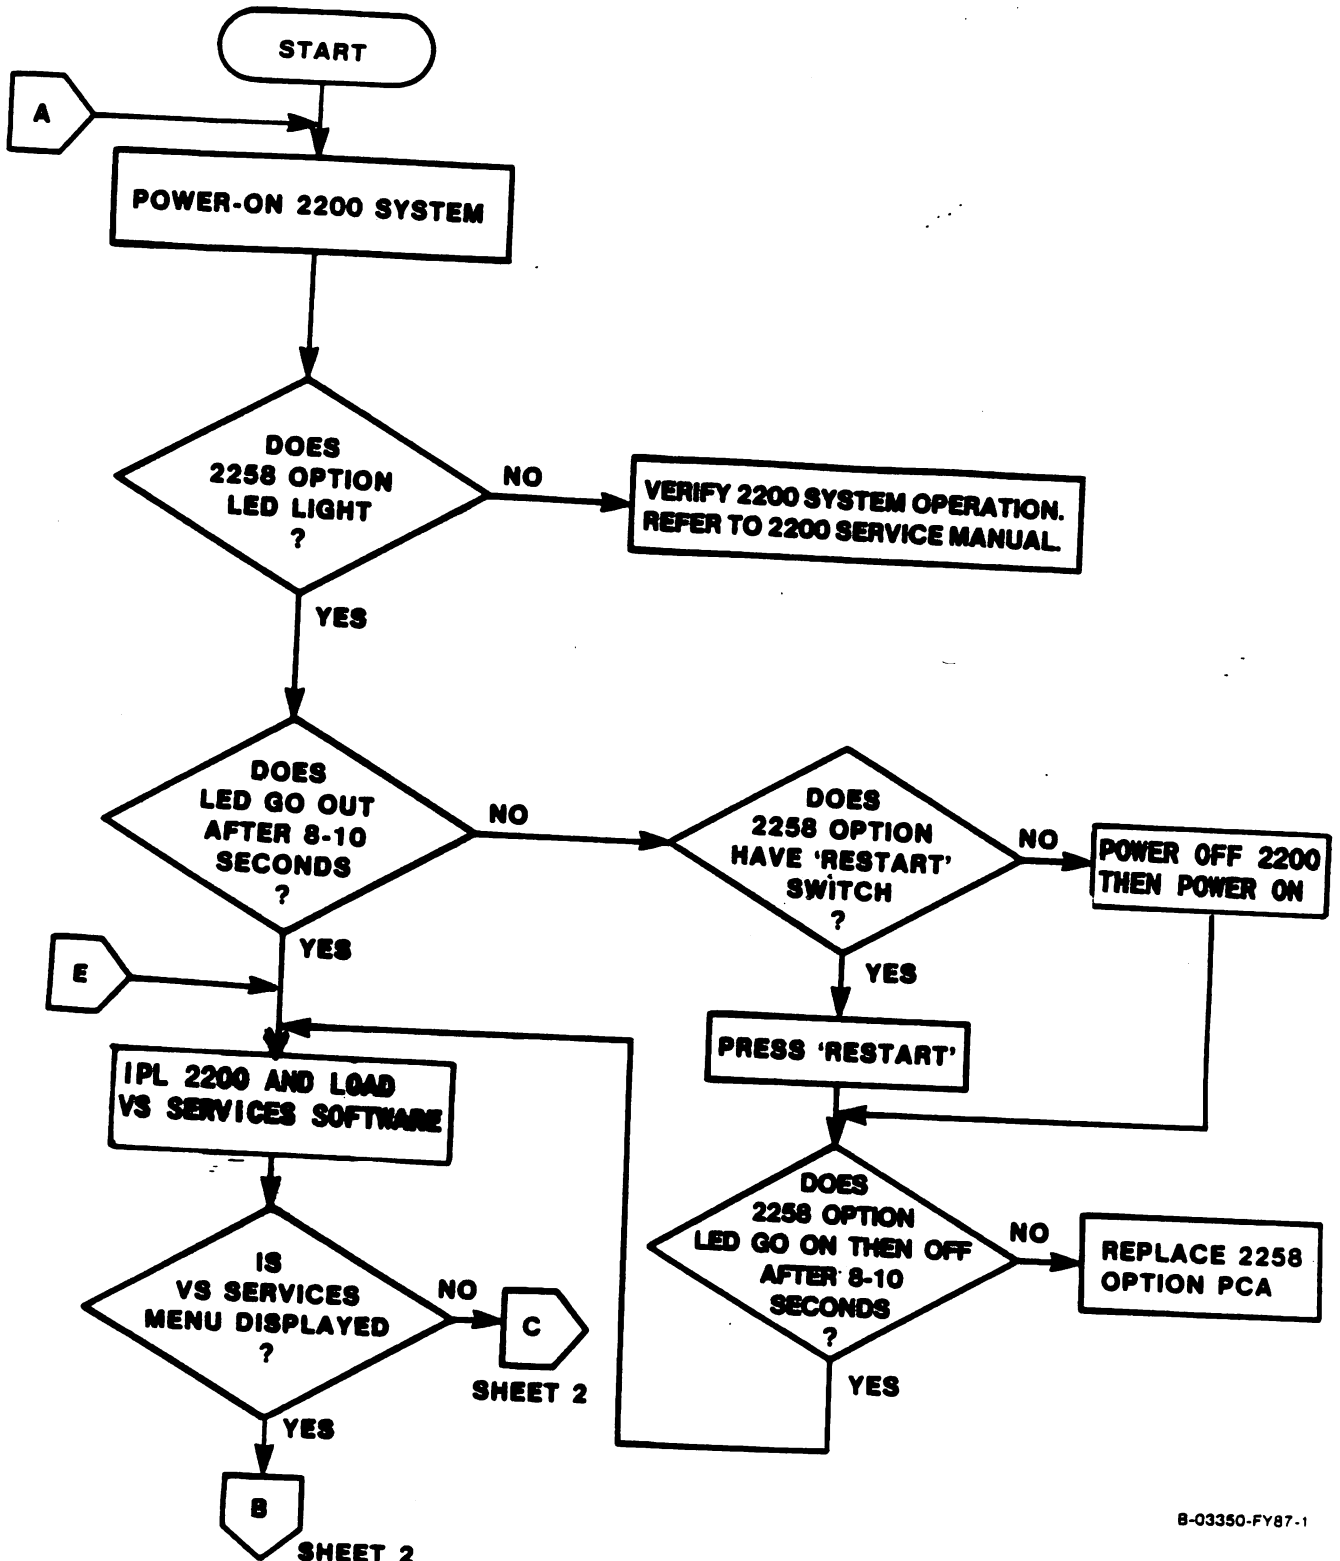 START
A
POWER-ON 2200 SYSTEM
DOES
2258 OPTION
LED LIGHT
?
NO
VERIFY 2200 SYSTEM OPERATION.
REFER TO 2200 SERVICE MANUAL.
YES
DOES
LED GO OUT
AFTER 8-10
SECONDS
?
NO
DOES
2258 OPTION
HAVE 'RESTART'
SWITCH
?
NO
POWER OFF 2200
THEN POWER ON
YES
E
YES
PRESS 'RESTART'
IPL 2200 AND LOAD
VS SERVICES SOFTWARE
DOES
2258 OPTION
LED GO ON THEN OFF
AFTER 8-10
SECONDS
?
NO
REPLACE 2258
OPTION PCA
YES
IS
VS SERVICES
MENU DISPLAYED
?
NO
C
SHEET 2
YES
B
SHEET 2
B-03350-FY87-1